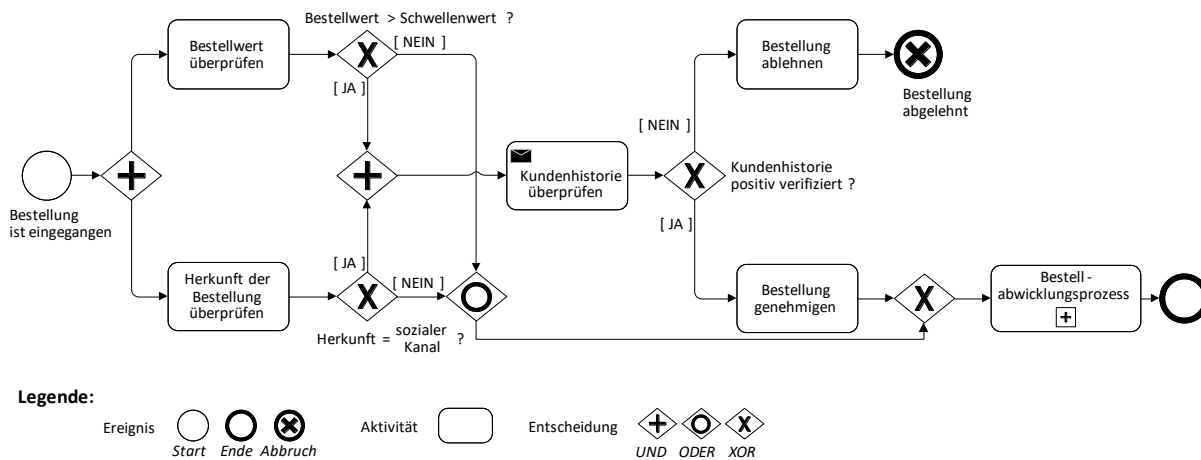 Bestellwert > Schwellenwert ?
Bestellwert
überprüfen
[ NEIN ]
[ JA ]
Bestellung
ablehnen
Bestellung
abgelehnt
[ NEIN ]
Bestellung
ist eingegangen
Kundenhistorie
überprüfen
Kundenhistorie
positiv verifiziert ?
[ JA ]
Herkunft der
Bestellung
überprüfen
[ JA ]
[ NEIN ]
Herkunft = sozialer Kanal ?
Bestellung
genehmigen
Bestell -
abwicklungsprozess
Legende:
Ereignis
Start Ende Abbruch
Aktivität
Entscheidung
UND ODER XOR